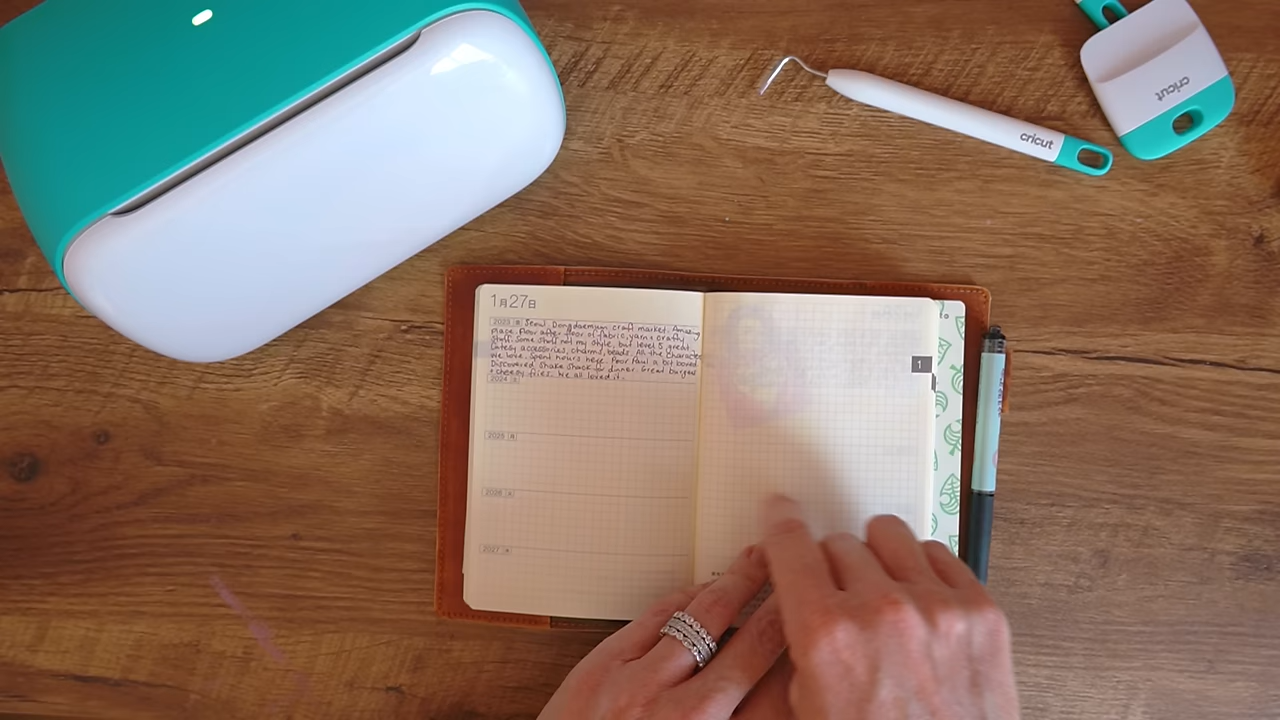 cricut
cricut
1月27日
2023
Seoul Dongdaemun craft market. Amazing
place. Floor after floor of fabric, yarn + crafty
stuff. Some stuff not my style, but level 5 great.
Latest accessories, charms, beads. All the characters
we love. Spent hours here. Poor Paul a bit bored
Discovered Shake Shack for dinner. Great burgers
+ cheesy fries. We all loved it.
2024
2025 月
2026
2027
1